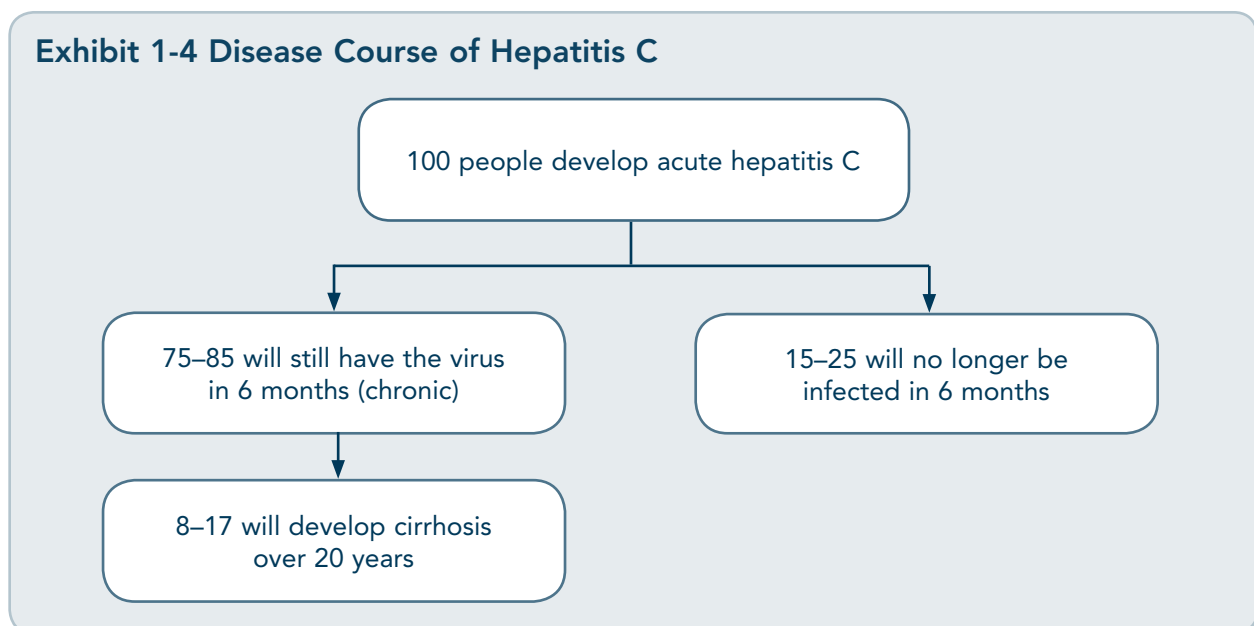 Exhibit 1-4 Disease Course of Hepatitis C
100 people develop acute hepatitis C
75–85 will still have the virus
in 6 months (chronic)
15–25 will no longer be
infected in 6 months
8–17 will develop cirrhosis
over 20 years